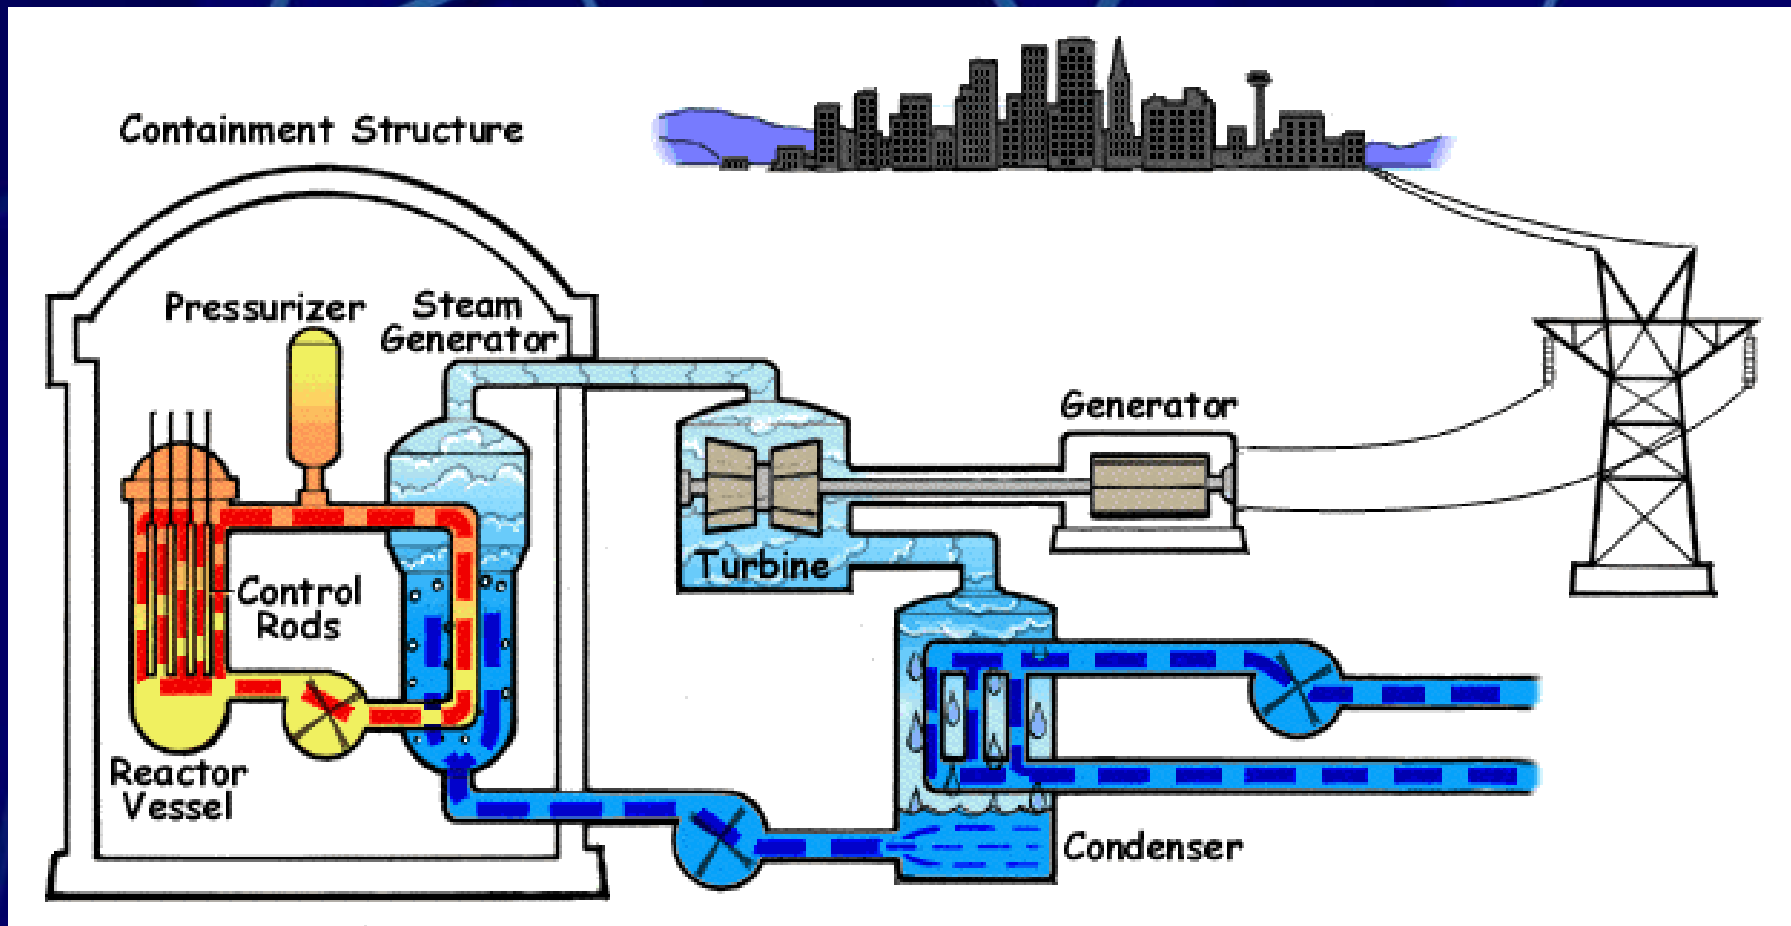 Containment Structure
Pressurizer
Steam
Generator
Generator
Turbine
Control
Rods
Reactor
Vessel
Condenser